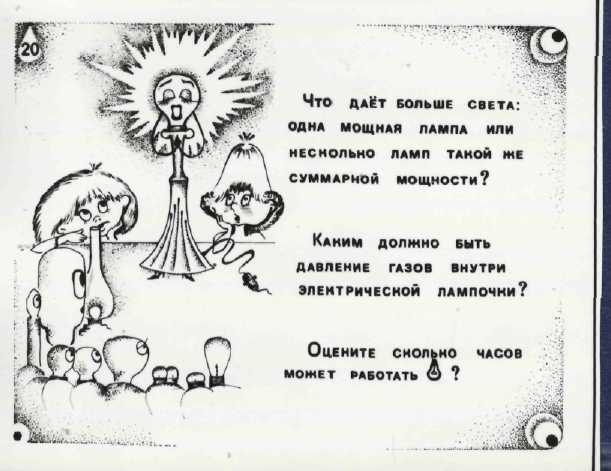 20
Что даёт больше света:
одна мощная лампа или
несколько ламп такой же
суммарной мощности?
Каким должно быть
давление газов внутри
электрической лампочки?
Оцените сколько часов
может работать ?